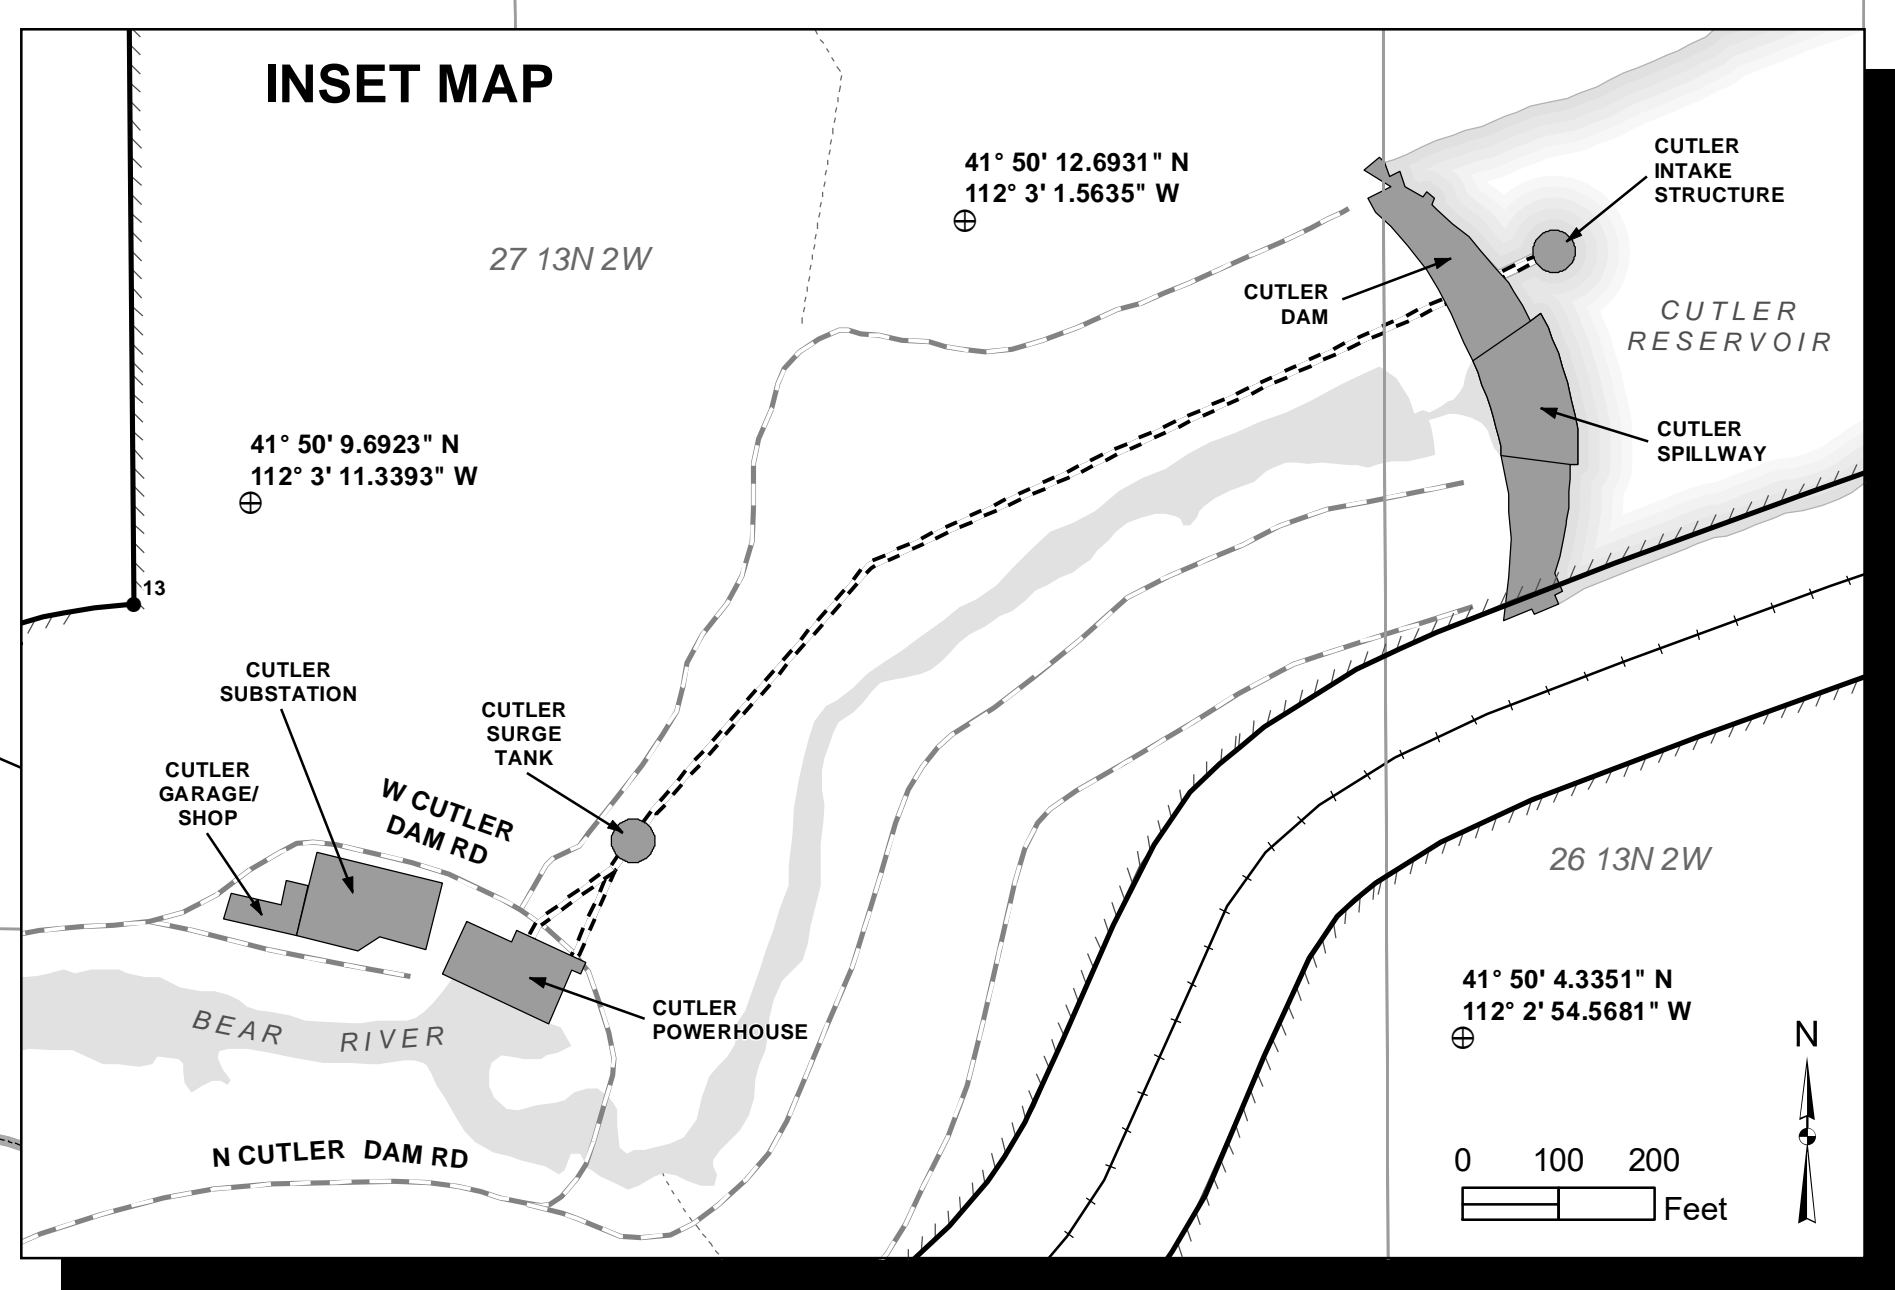 INSET MAP
41° 50' 12.6931" N
112° 3' 1.5635" W
CUTLER
INTAKE
STRUCTURE
27 13N 2W
CUTLER
DAM
CUTLER
RESERVOIR
41° 50' 9.6923" N
112° 3' 11.3393" W
CUTLER
SPILLWAY
13
CUTLER
SUBSTATION
CUTLER
SURGE
TANK
CUTLER
GARAGE/
SHOP
W CUTLER
DAM RD
26 13N 2W
41° 50' 4.3351" N
112° 2' 54.5681" W
CUTLER
POWERHOUSE
BEAR RIVER
N
N CUTLER DAM RD
0 100 200
Feet